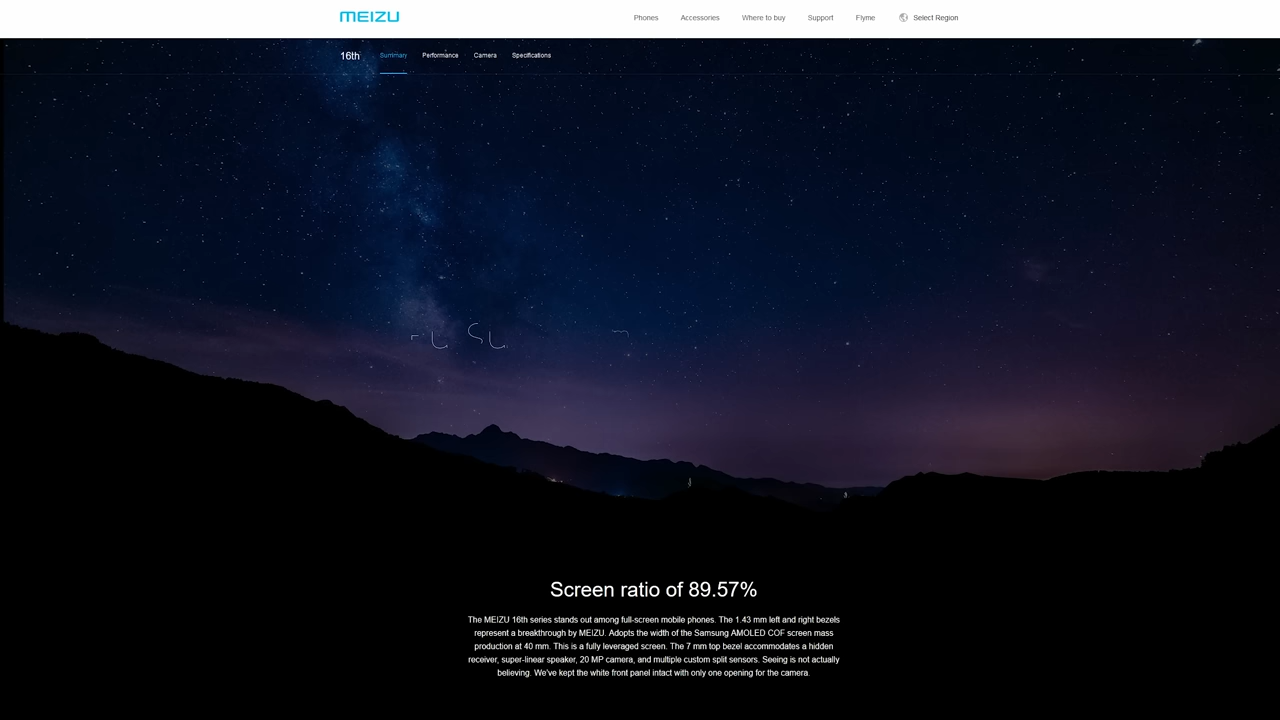 MEIZU
Phones
Accessories
Where to buy
Support
Flyme
Select Region
16th
Summary
Performance
Camera
Specifications
Screen ratio of 89.57%
The MEIZU 16th series stands out among full-screen mobile phones. The 1.43 mm left and right bezels
represent a breakthrough by MEIZU. Adopts the width of the Samsung AMOLED COF screen mass
production at 40 mm. This is a fully leveraged screen. The 7 mm top bezel accommodates a hidden
receiver, super-linear speaker, 20 MP camera, and multiple custom split sensors. Seeing is not actually
believing. We've kept the white front panel intact with only one opening for the camera.